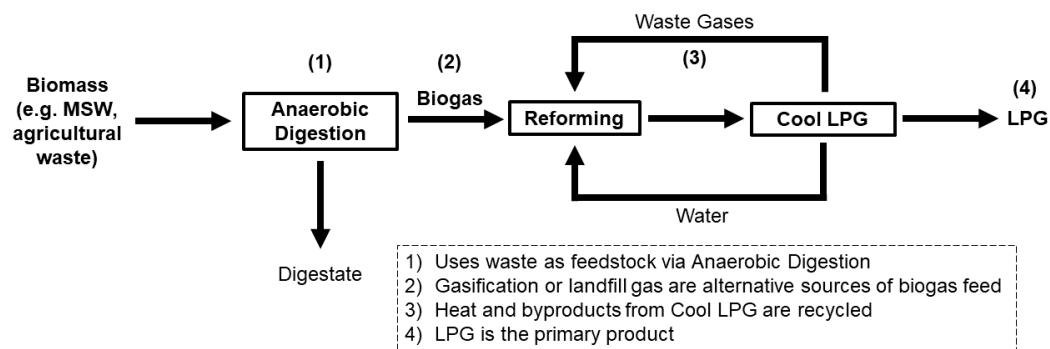 Waste Gases
(1)
(2)
(3)
(4)
Biomass
(e.g. MSW,
agricultural
waste)
Anaerobic
Digestion
Biogas
Reforming
Cool LPG
LPG
Water
Digestate
1) Uses waste as feedstock via Anaerobic Digestion
2) Gasification or landfill gas are alternative sources of biogas feed
3) Heat and byproducts from Cool LPG are recycled
4) LPG is the primary product